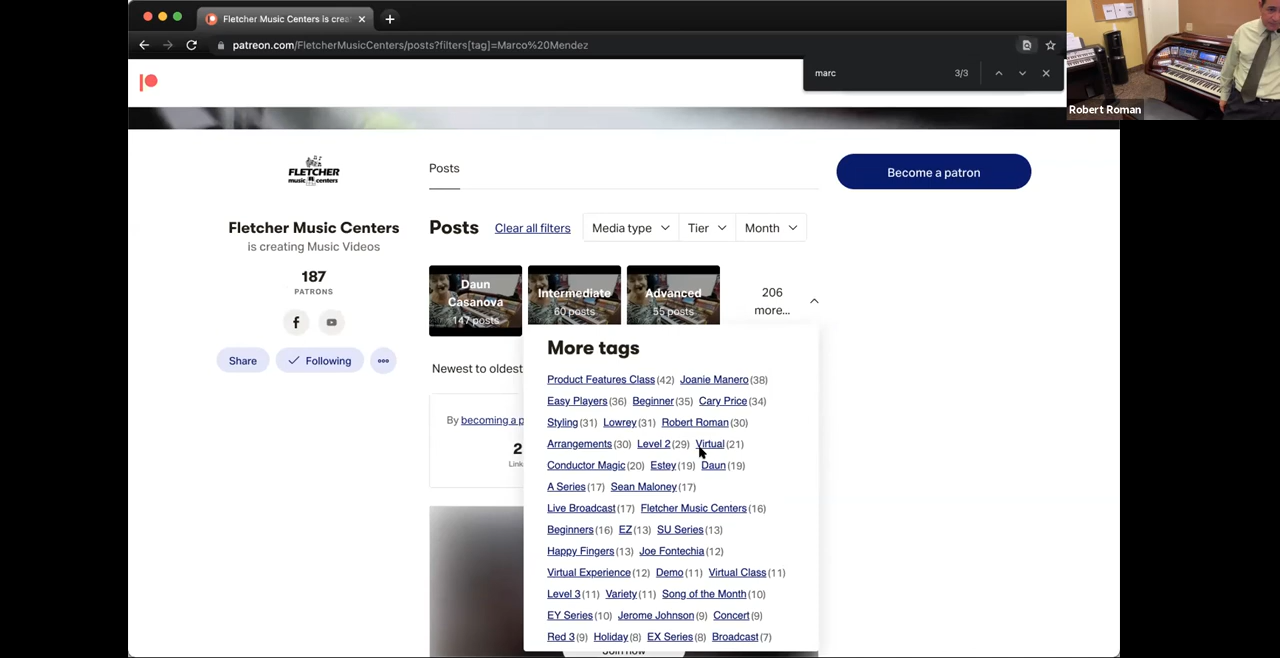 Fletcher Music Centers is crea
patreon.com/FletcherMusicCenters/posts?filters[tag]=Marco%20Mendez
marc 3/3
Robert Roman
FLETCHER
music centers
Posts
Become a patron
Fletcher Music Centers
is creating Music Videos
Posts Clear all filters Media type Tier Month
187
PATRONS
Daun
Casanova
147 posts
Intermediate
60 posts
Advanced
55 posts
206
more...
Share Following
More tags
Newest to oldest
Product Features Class (42) Joanie Manero (38)
Easy Players (36) Beginner (35) Cary Price (34)
Styling (31) Lowrey (31) Robert Roman (30)
By becoming a p
Arrangements (30) Level 2 (29) Virtual (21)
2
Link
Conductor Magic (20) Estey (19) Daun (19)
A Series (17) Sean Maloney (17)
Live Broadcast (17) Fletcher Music Centers (16)
Beginners (16) EZ (13) SU Series (13)
Happy Fingers (13) Joe Fontechia (12)
Virtual Experience (12) Demo (11) Virtual Class (11)
Level 3 (11) Variety (11) Song of the Month (10)
EY Series (10) Jerome Johnson (9) Concert (9)
Red 3 (9) Holiday (8) EX Series (8) Broadcast (7)
Join now